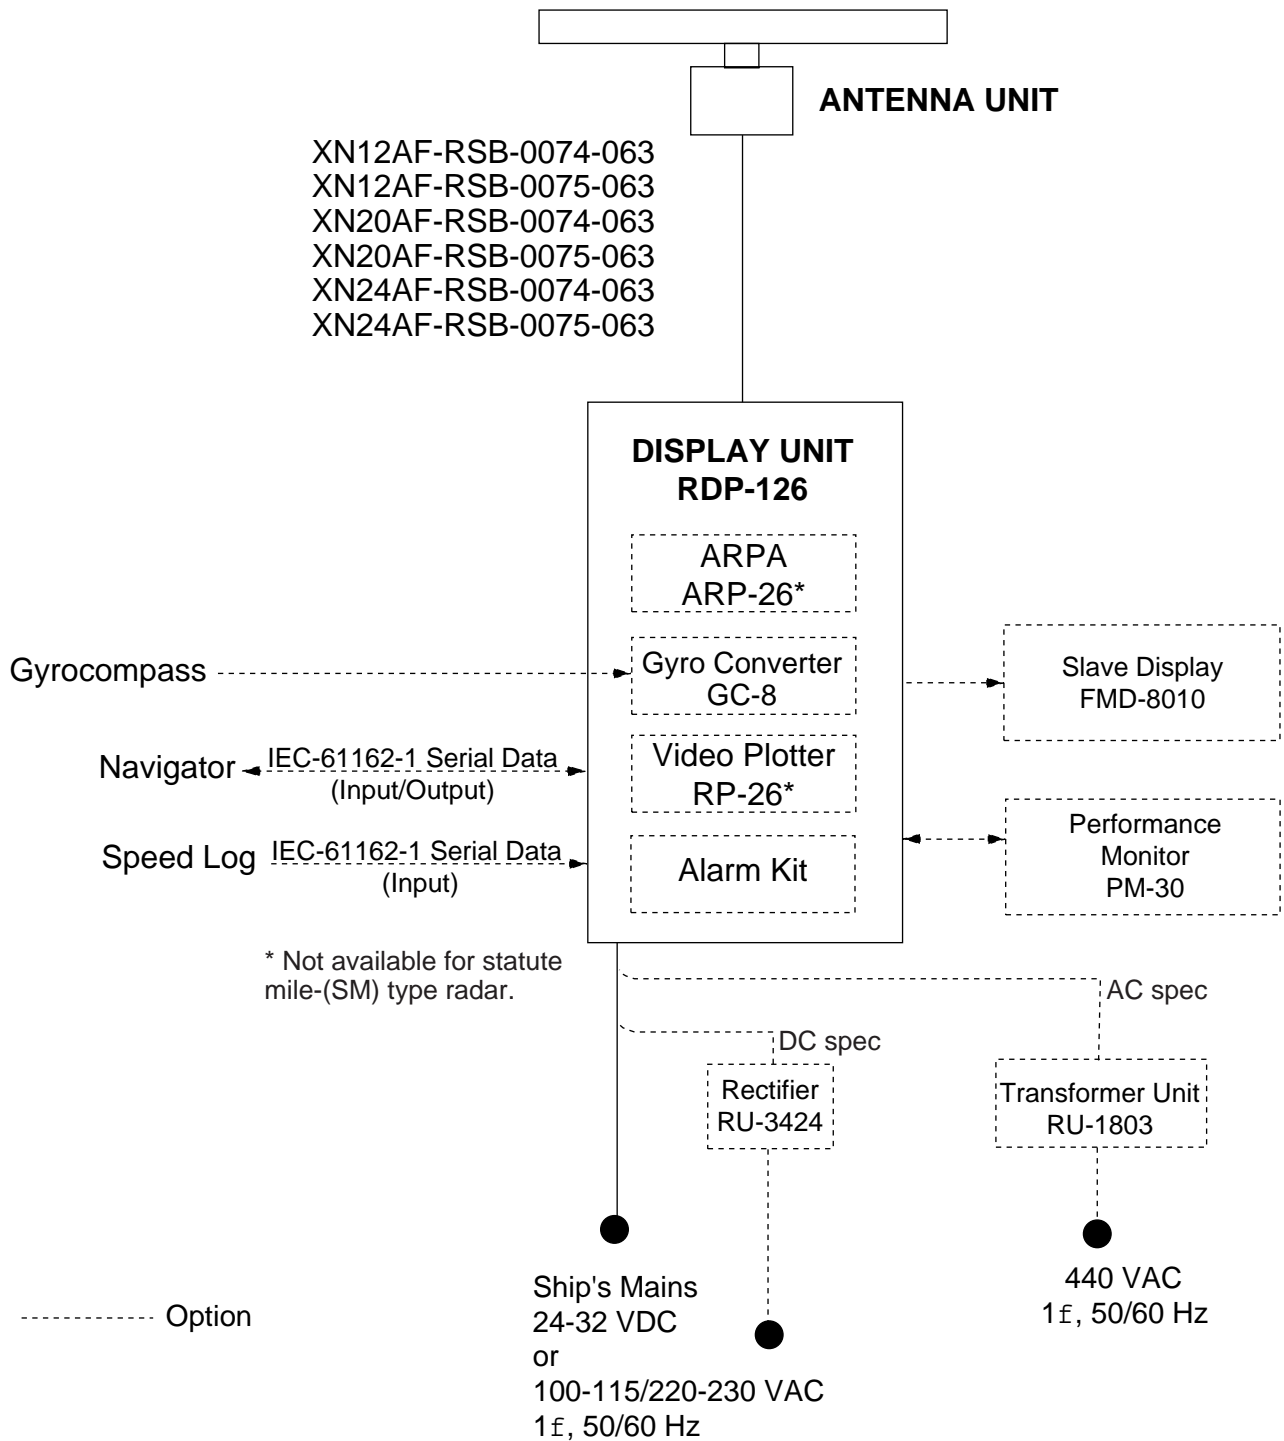 ANTENNA UNIT
XN12AF-RSB-0074-063
XN12AF-RSB-0075-063
XN20AF-RSB-0074-063
XN20AF-RSB-0075-063
XN24AF-RSB-0074-063
XN24AF-RSB-0075-063
DISPLAY UNIT
RDP-126
ARPA
ARP-26*
Gyrocompass
Gyro Converter
GC-8
Slave Display
FMD-8010
Navigator
IEC-61162-1 Serial Data
(Input/Output)
Video Plotter
RP-26*
Speed Log
IEC-61162-1 Serial Data
(Input)
Alarm Kit
Performance
Monitor
PM-30
* Not available for statute
mile-(SM) type radar.
AC spec
DC spec
Rectifier
RU-3424
Transformer Unit
RU-1803
Ship's Mains
24-32 VDC
or
100-115/220-230 VAC
1f, 50/60 Hz
440 VAC
1f, 50/60 Hz
Option